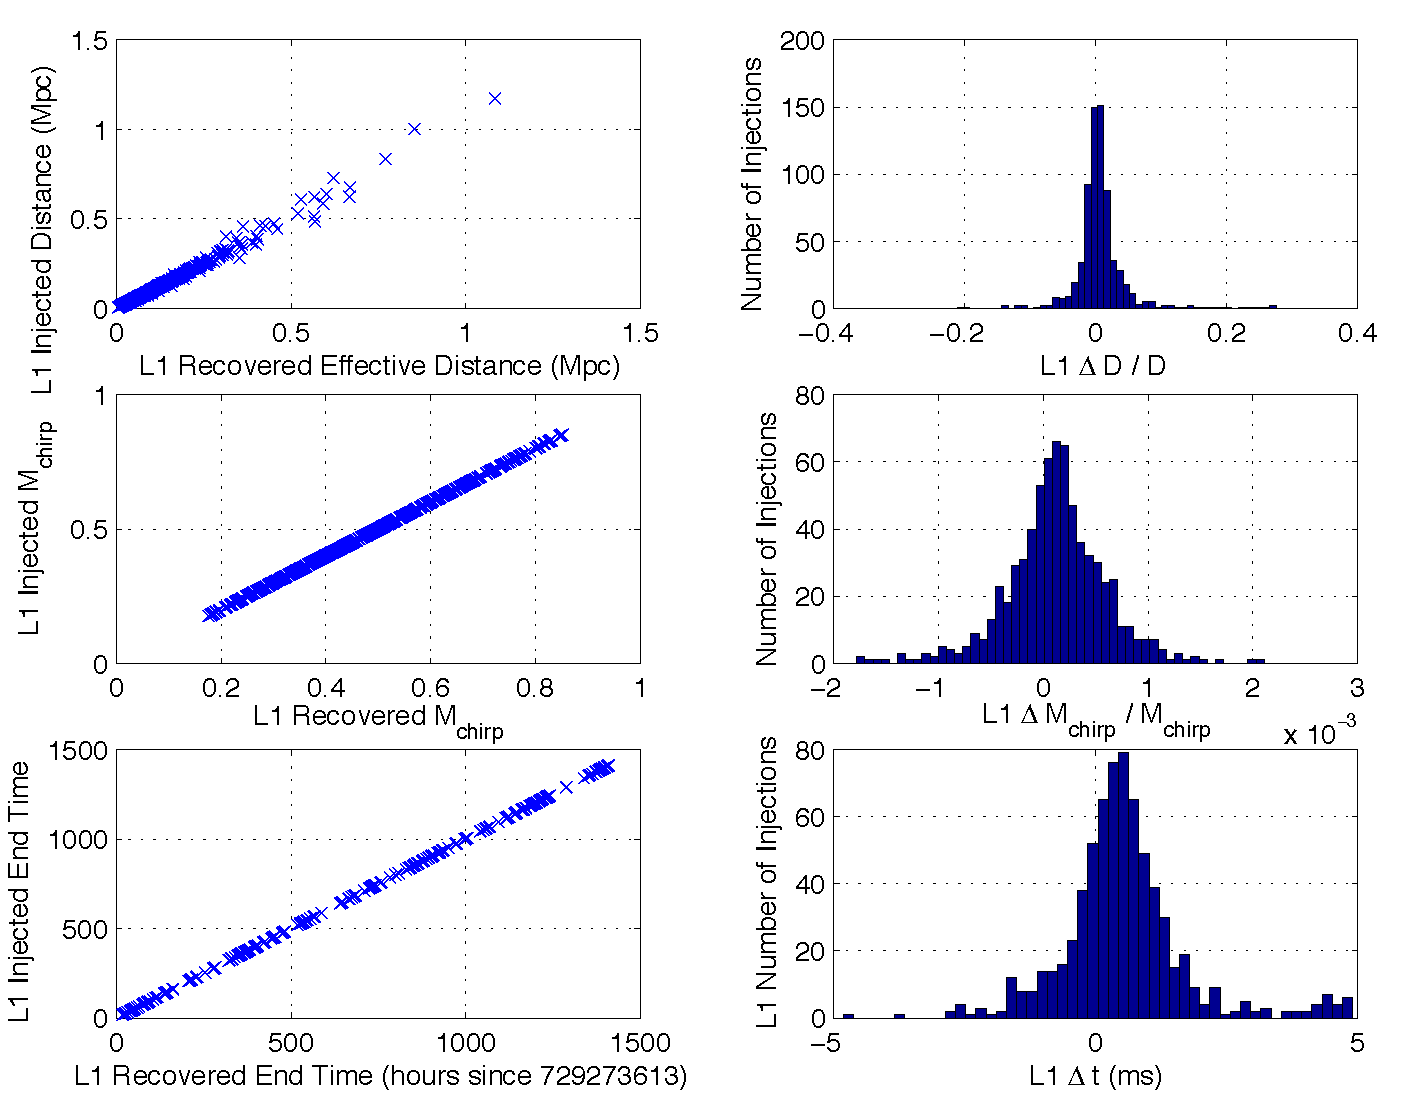 L1 Injected Distance (Mpc)
1.5
1
0.5
0
0 0.5 1 1.5
L1 Recovered Effective Distance (Mpc)
Number of Injections
200
150
100
50
0
−0.4 −0.2 0 0.2 0.4
L1 Δ D / D
L1 Injected M_chirp
1
0.5
0
0 0.2 0.4 0.6 0.8 1
L1 Recovered M_chirp
Number of Injections
80
60
40
20
0
−2 −1 0 1 2 3
L1 Δ M_chirp / M_chirp
x 10^−3
L1 Injected End Time
1500
1000
500
0
0 500 1000 1500
L1 Recovered End Time (hours since 729273613)
L1 Number of Injections
80
60
40
20
0
−5 0 5
L1 Δ t (ms)